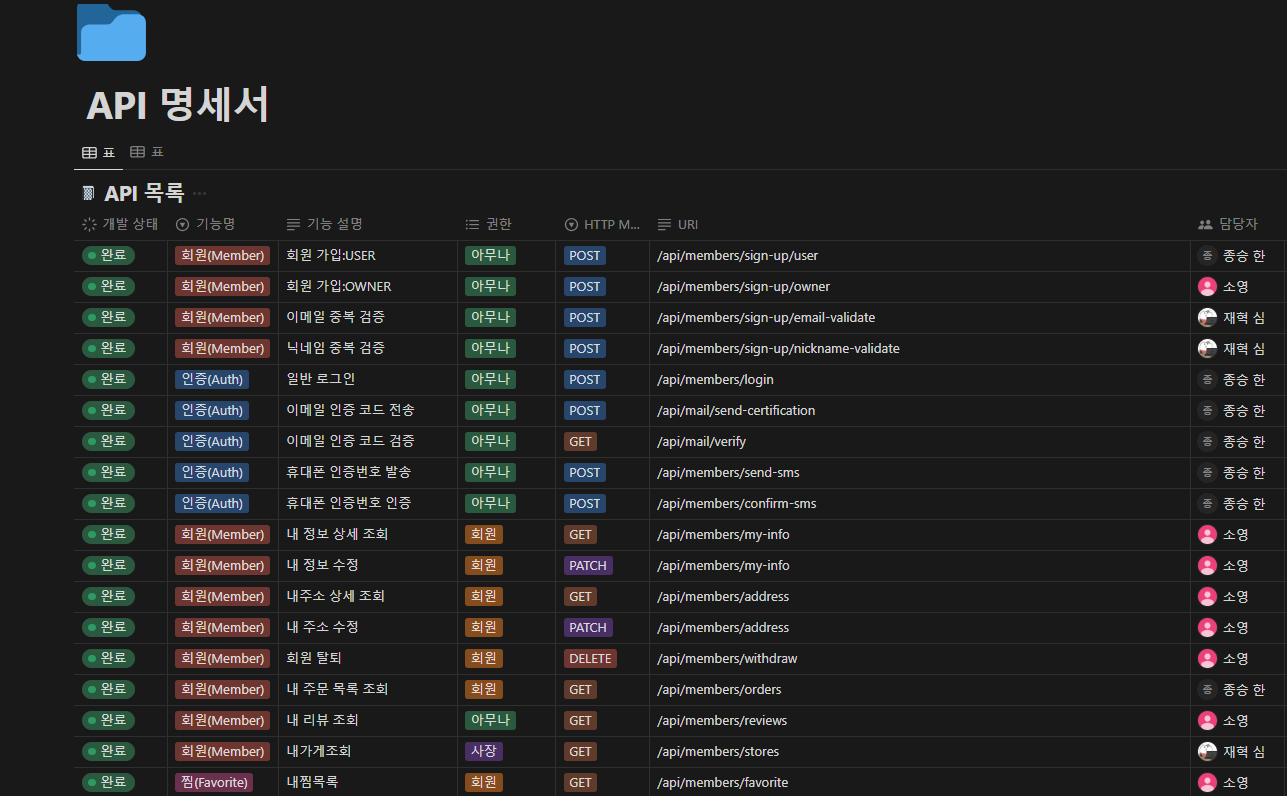 API 명세서
표 표
API 목록
개발 상태 기능명 기능 설명 권한 HTTP M... URI 담당자
완료 회원(Member) 회원 가입:USER 아무나 POST /api/members/sign-up/user 종 종승 한
완료 회원(Member) 회원 가입:OWNER 아무나 POST /api/members/sign-up/owner 소영
완료 회원(Member) 이메일 중복 검증 아무나 POST /api/members/sign-up/email-validate 재혁 심
완료 회원(Member) 닉네임 중복 검증 아무나 POST /api/members/sign-up/nickname-validate 재혁 심
완료 인증(Auth) 일반 로그인 아무나 POST /api/members/login 종 종승 한
완료 인증(Auth) 이메일 인증 코드 전송 아무나 POST /api/mail/send-certification 종 종승 한
완료 인증(Auth) 이메일 인증 코드 검증 아무나 GET /api/mail/verify 종 종승 한
완료 인증(Auth) 휴대폰 인증번호 발송 아무나 POST /api/members/send-sms 종 종승 한
완료 인증(Auth) 휴대폰 인증번호 인증 아무나 POST /api/members/confirm-sms 종 종승 한
완료 회원(Member) 내 정보 상세 조회 회원 GET /api/members/my-info 소영
완료 회원(Member) 내 정보 수정 회원 PATCH /api/members/my-info 소영
완료 회원(Member) 내주소 상세 조회 회원 GET /api/members/address 소영
완료 회원(Member) 내 주소 수정 회원 PATCH /api/members/address 소영
완료 회원(Member) 회원 탈퇴 회원 DELETE /api/members/withdraw 소영
완료 회원(Member) 내 주문 목록 조회 회원 GET /api/members/orders 종 종승 한
완료 회원(Member) 내 리뷰 조회 아무나 GET /api/members/reviews 소영
완료 회원(Member) 내가게조회 사장 GET /api/members/stores 재혁 심
완료 찜(Favorite) 내찜목록 회원 GET /api/members/favorite 소영